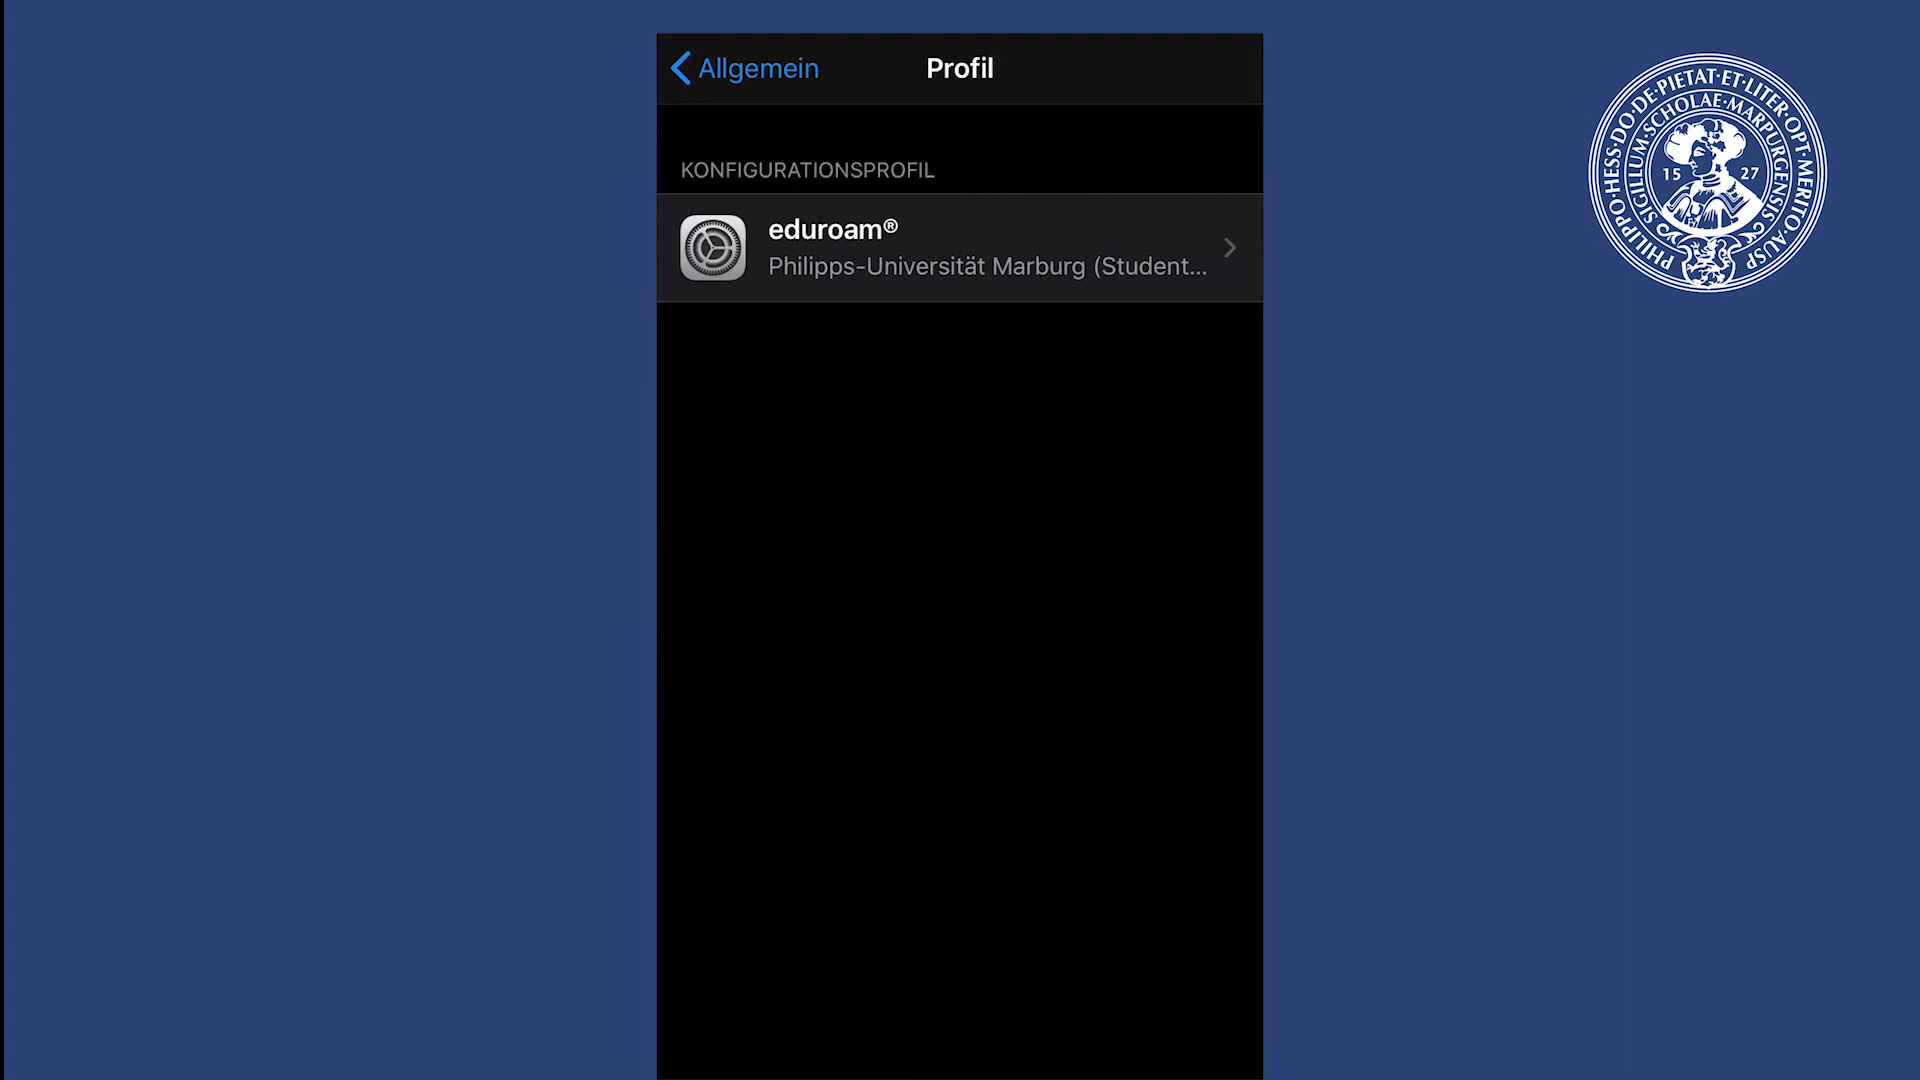 Allgemein
Profil
KONFIGURATIONSPROFIL
eduroam®
Philipps-Universität Marburg (Student...
PHILIPPO·HESS·DO·DE·PIETAT·ET·LITER·OPT·MERITO·AUSP
SIGILLUM·SCHOLAE·MARPURGENSIS
15 27